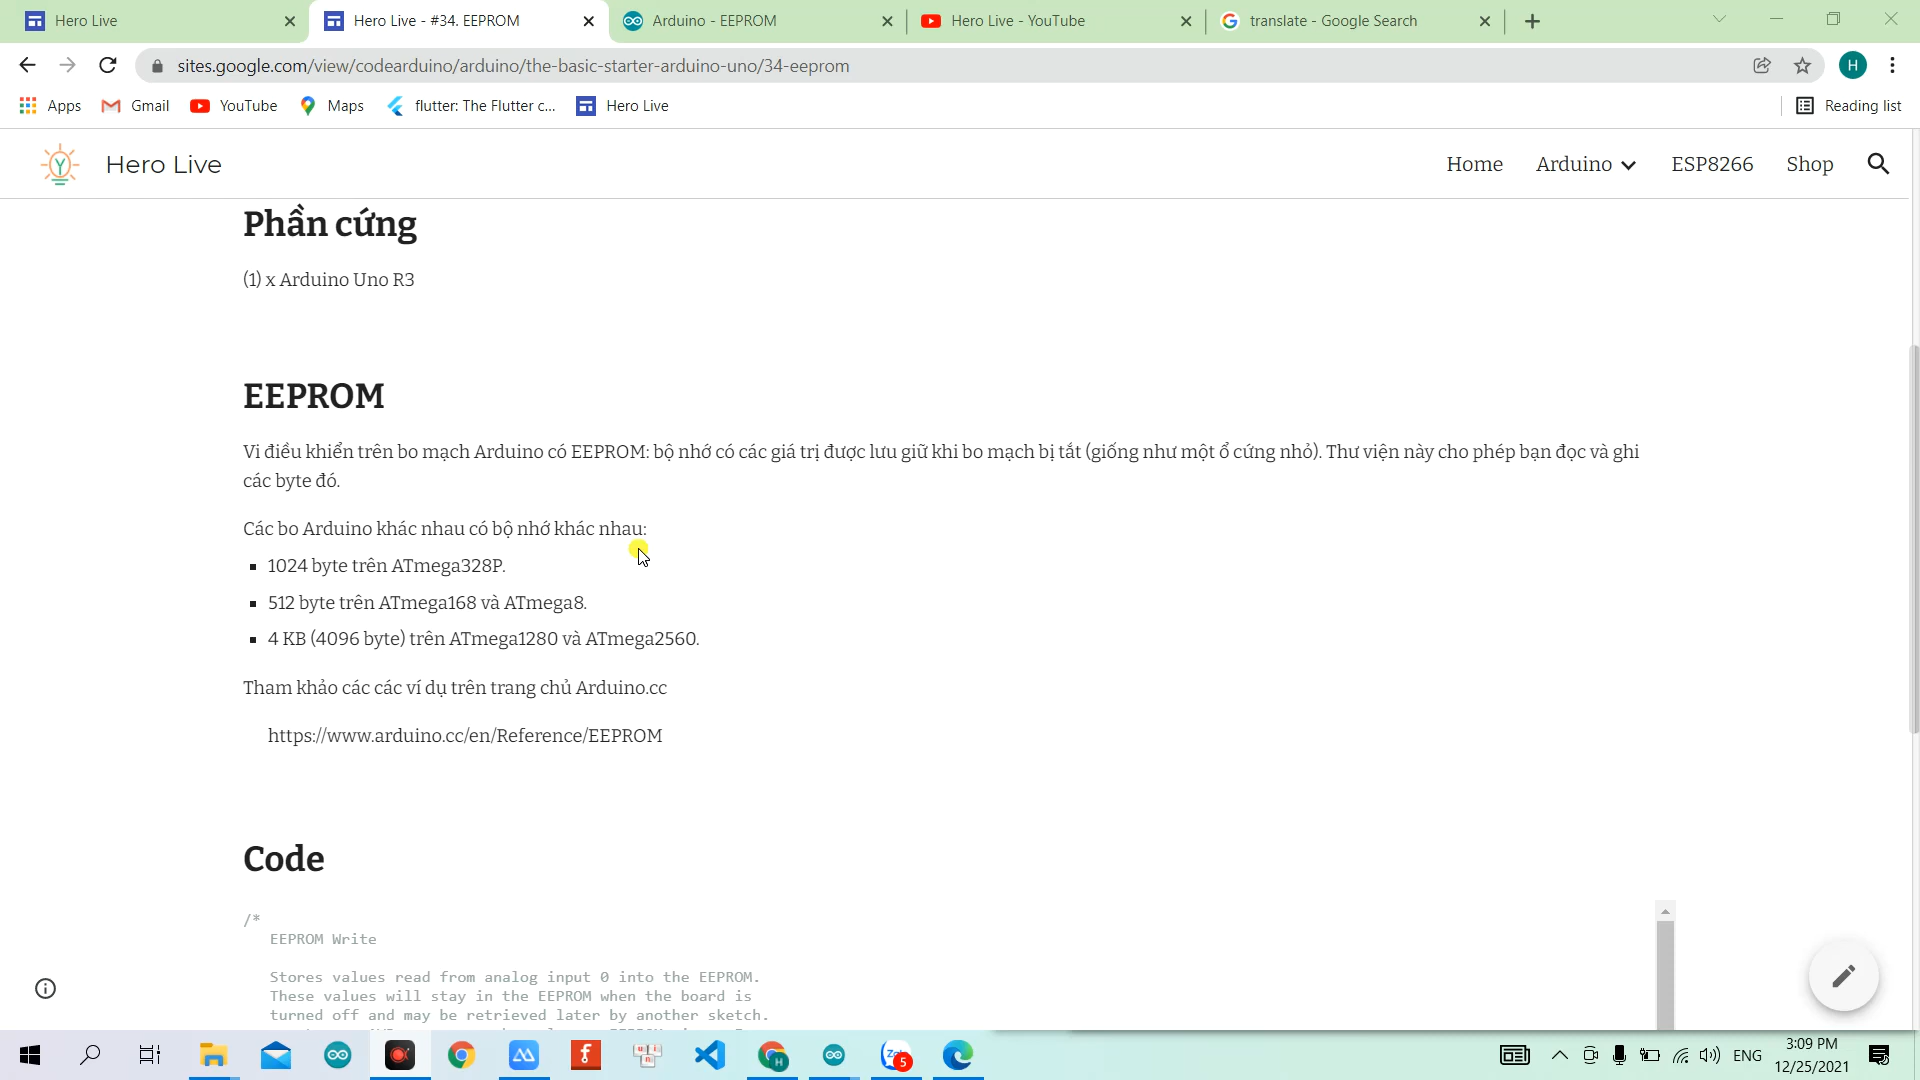 Hero Live
Hero Live - #34. EEPROM
Arduino - EEPROM
Hero Live - YouTube
translate - Google Search
sites.google.com/view/codearduino/arduino/the-basic-starter-arduino-uno/34-eeprom
H
Apps
Gmail
YouTube
Maps
flutter: The Flutter c...
Hero Live
Reading list
Hero Live
Home
Arduino
ESP8266
Shop
Phần cứng
(1) x Arduino Uno R3
EEPROM
Vi điều khiển trên bo mạch Arduino có EEPROM: bộ nhớ có các giá trị được lưu giữ khi bo mạch bị tắt (giống như một ổ cứng nhỏ). Thư viện này cho phép bạn đọc và ghi
các byte đó.
Các bo Arduino khác nhau có bộ nhớ khác nhau:
1024 byte trên ATmega328P.
512 byte trên ATmega168 và ATmega8.
4 KB (4096 byte) trên ATmega1280 và ATmega2560.
Tham khảo các các ví dụ trên trang chủ Arduino.cc
https://www.arduino.cc/en/Reference/EEPROM
Code
/*
EEPROM Write
Stores values read from analog input 0 into the EEPROM.
These values will stay in the EEPROM when the board is
turned off and may be retrieved later by another sketch.
5
ENG
3:09 PM
12/25/2021